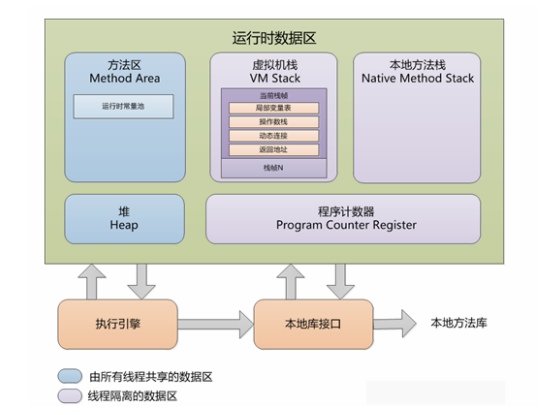 运行时数据区
方法区
Method Area
运行时常量池
虚拟机栈
VM Stack
当前栈帧
局部变量表
操作数栈
动态连接
返回地址
栈帧N
本地方法栈
Native Method Stack
堆
Heap
程序计数器
Program Counter Register
执行引擎
本地库接口
本地方法库
由所有线程共享的数据区
线程隔离的数据区